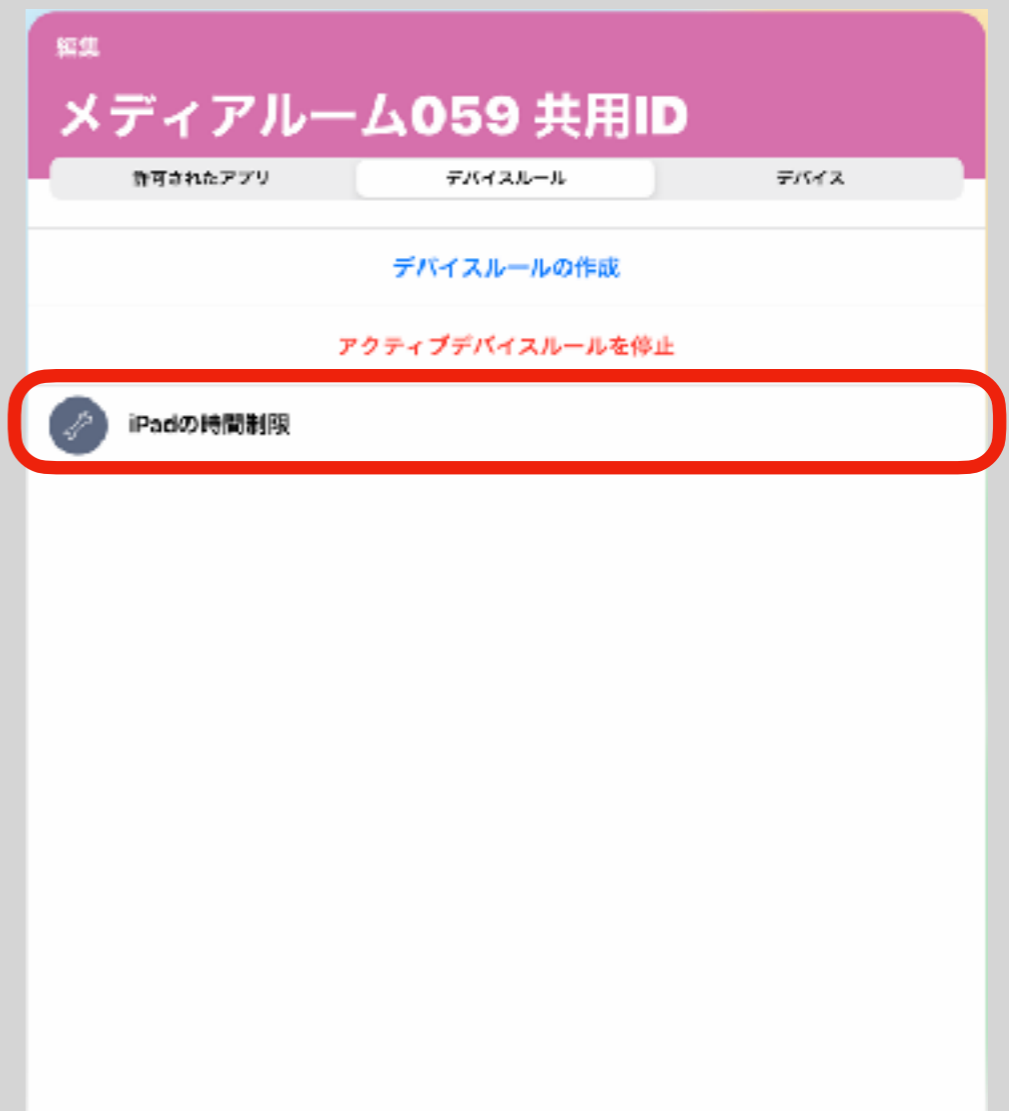 編集
メディアルーム059 共用ID
許可されたアプリ
デバイスルール
デバイス
デバイスルールの作成
アクティブデバイスルールを停止
iPadの時間制限